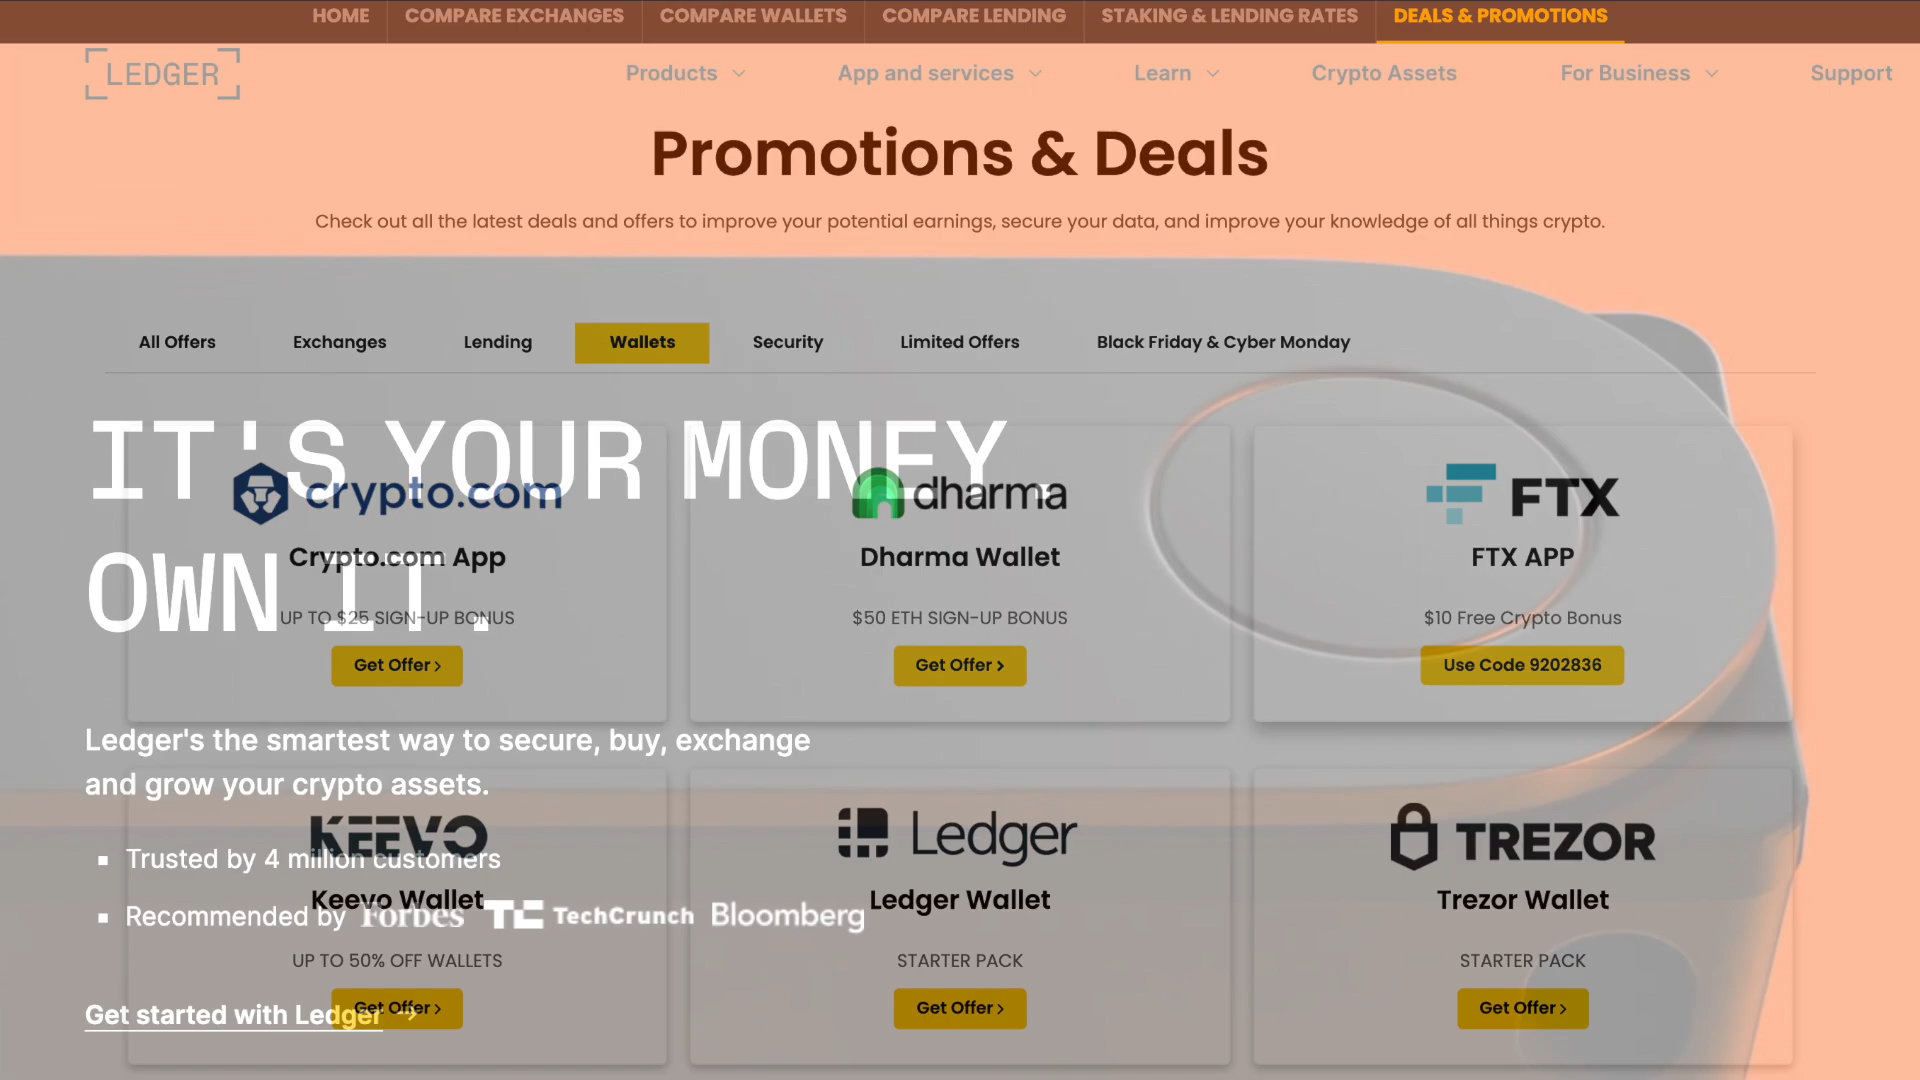 HOME COMPARE EXCHANGES COMPARE WALLETS COMPARE LENDING STAKING & LENDING RATES DEALS & PROMOTIONS
LEDGER Products App and services Learn Crypto Assets For Business Support
Promotions & Deals
Check out all the latest deals and offers to improve your potential earnings, secure your data, and improve your knowledge of all things crypto.
All Offers Exchanges Lending Wallets Security Limited Offers Black Friday & Cyber Monday
IT'S YOUR MONEY.
OWN IT.
crypto.com dharma FTX
Crypto.com App Dharma Wallet FTX APP
UP TO $25 SIGN-UP BONUS $50 ETH SIGN-UP BONUS $10 Free Crypto Bonus
Get Offer › Get Offer › Use Code 9202836
Ledger's the smartest way to secure, buy, exchange
and grow your crypto assets.
KEEVO Ledger TREZOR
Trusted by 4 million customers
Keevo Wallet Ledger Wallet Trezor Wallet
Recommended by Forbes TC TechCrunch Bloomberg
UP TO 50% OFF WALLETS STARTER PACK STARTER PACK
Get Offer › Get Offer › Get Offer ›
Get started with Ledger →